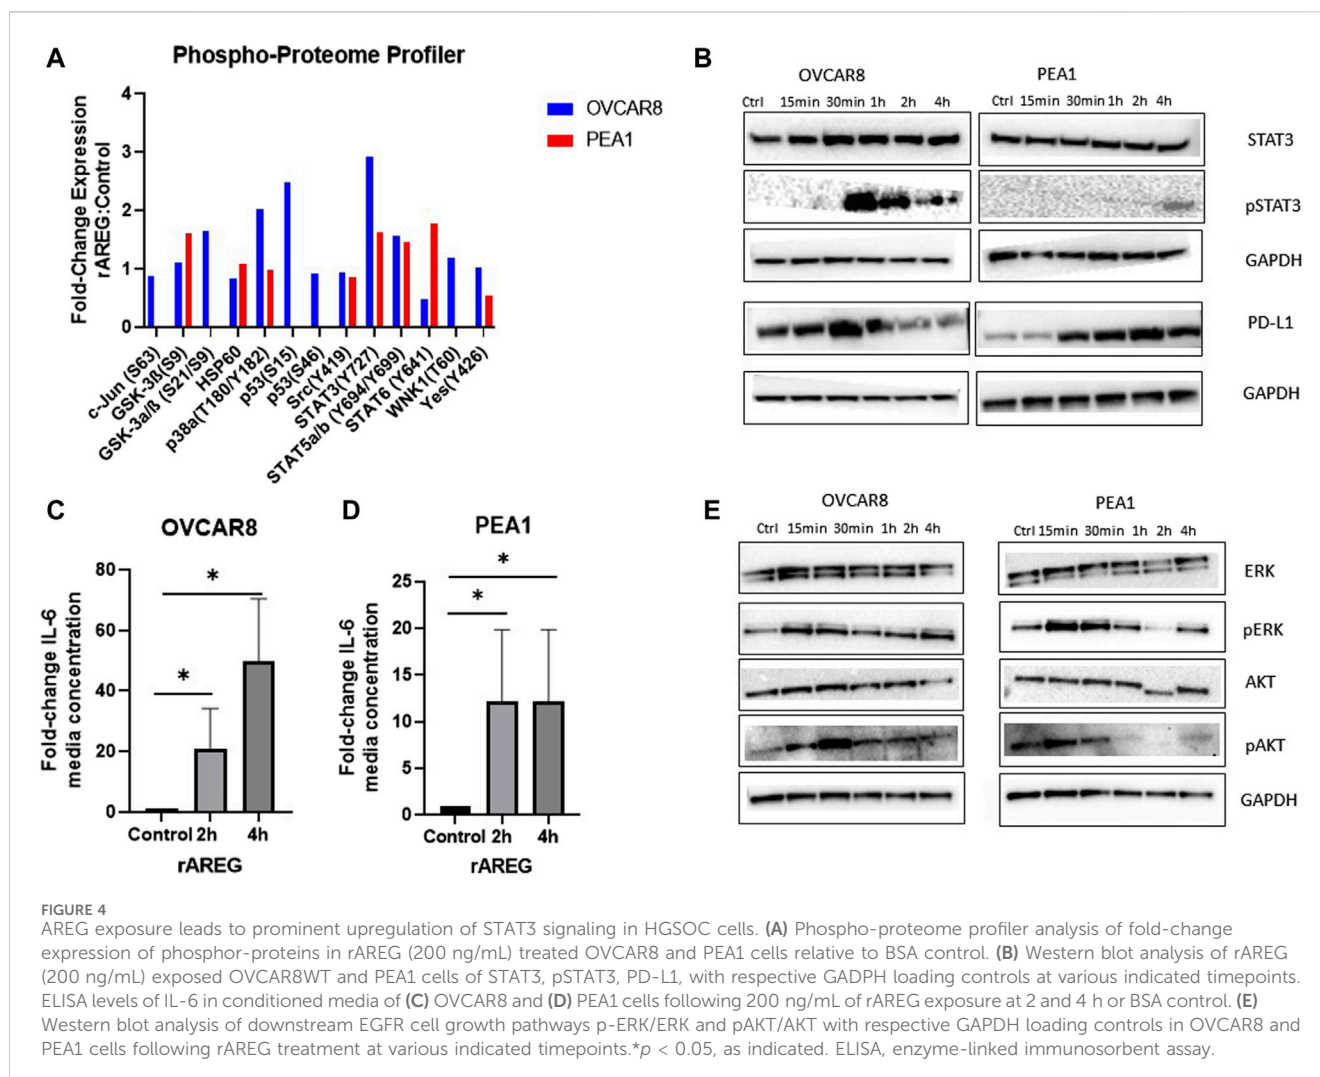 A
Phospho-Proteome Profiler
Fold-Change Expression
rAREG:Control
4
3
2
1
0
OVCAR8
PEA1
c-Jun (S63)
GSK-3ß(S9)
GSK-3a/ß (S21/S9)
HSP60
p38a(T180/Y182)
p53(S15)
p53(S46)
Src(Y419)
STAT3(Y727)
STAT5a/b (Y694/Y699)
STAT6 (Y641)
WNK1(T60)
Yes(Y426)
B
OVCAR8
PEA1
Ctrl 15min 30min 1h 2h 4h
Ctrl 15min 30min 1h 2h 4h
STAT3
pSTAT3
GAPDH
PD-L1
GAPDH
C
OVCAR8
Fold-change IL-6
media concentration
80
60
40
20
0
*
*
Control 2h 4h
rAREG
D
PEA1
Fold-change IL-6
media concentration
25
20
15
10
5
0
*
*
Control 2h 4h
rAREG
E
OVCAR8
PEA1
Ctrl 15min 30min 1h 2h 4h
Ctrl 15min 30min 1h 2h 4h
ERK
pERK
AKT
pAKT
GAPDH
FIGURE 4
AREG exposure leads to prominent upregulation of STAT3 signaling in HGSOC cells. (A) Phospho-proteome profiler analysis of fold-change
expression of phosphor-proteins in rAREG (200 ng/mL) treated OVCAR8 and PEA1 cells relative to BSA control. (B) Western blot analysis of rAREG
(200 ng/mL) exposed OVCAR8WT and PEA1 cells of STAT3, pSTAT3, PD-L1, with respective GADPH loading controls at various indicated timepoints.
ELISA levels of IL-6 in conditioned media of (C) OVCAR8 and (D) PEA1 cells following 200 ng/mL of rAREG exposure at 2 and 4 h or BSA control. (E)
Western blot analysis of downstream EGFR cell growth pathways p-ERK/ERK and pAKT/AKT with respective GAPDH loading controls in OVCAR8 and
PEA1 cells following rAREG treatment at various indicated timepoints.*p < 0.05, as indicated. ELISA, enzyme-linked immunosorbent assay.